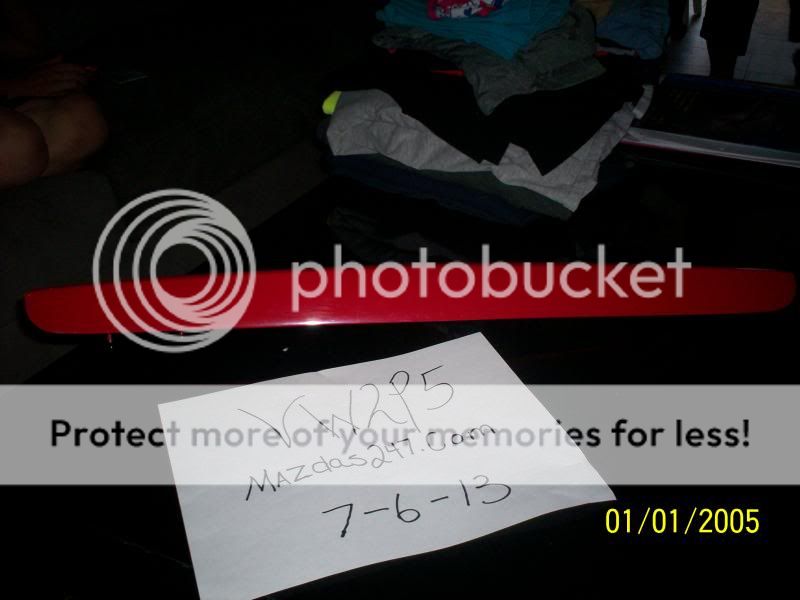 photobucket
VW2P5
Protect more of your memories for less!
Mazdas247.com
7-6-13
01/01/2005